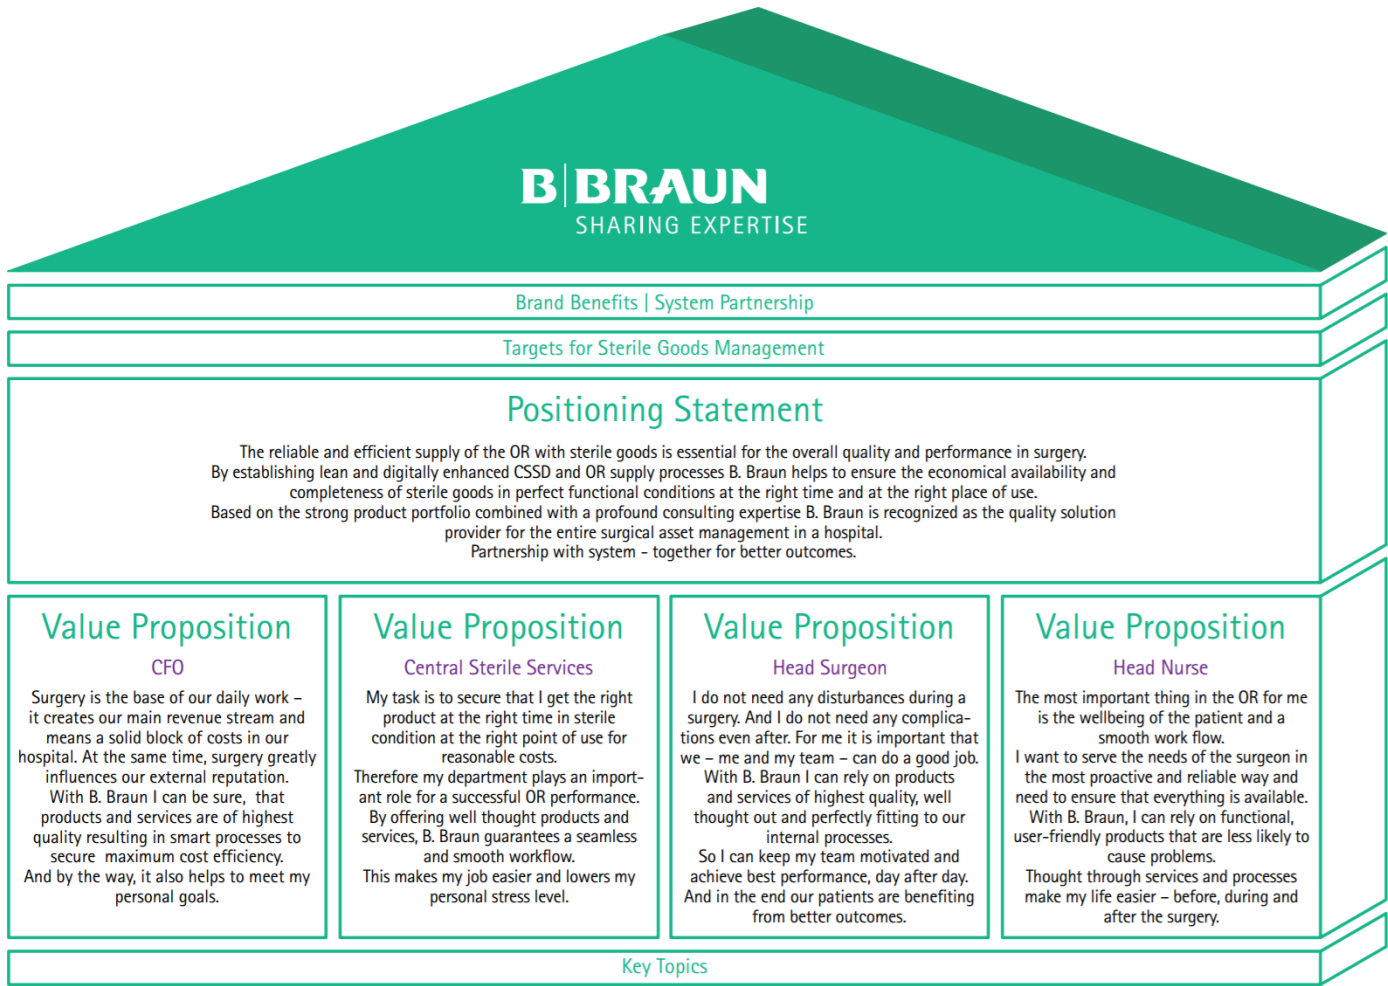 B|BRAUN
SHARING EXPERTISE
Brand Benefits | System Partnership
Targets for Sterile Goods Management
Positioning Statement
The reliable and efficient supply of the OR with sterile goods is essential for the overall quality and performance in surgery.
By establishing lean and digitally enhanced CSSD and OR supply processes B. Braun helps to ensure the economical availability and
completeness of sterile goods in perfect functional conditions at the right time and at the right place of use.
Based on the strong product portfolio combined with a profound consulting expertise B. Braun is recognized as the quality solution
provider for the entire surgical asset management in a hospital.
Partnership with system - together for better outcomes.
Value Proposition
CFO
Surgery is the base of our daily work –
it creates our main revenue stream and
means a solid block of costs in our
hospital. At the same time, surgery greatly
influences our external reputation.
With B. Braun I can be sure, that
products and services are of highest
quality resulting in smart processes to
secure maximum cost efficiency.
And by the way, it also helps to meet my
personal goals.
Value Proposition
Central Sterile Services
My task is to secure that I get the right
product at the right time in sterile
condition at the right point of use for
reasonable costs.
Therefore my department plays an import-
ant role for a successful OR performance.
By offering well thought products and
services, B. Braun guarantees a seamless
and smooth workflow.
This makes my job easier and lowers my
personal stress level.
Value Proposition
Head Surgeon
I do not need any disturbances during a
surgery. And I do not need any complica-
tions even after. For me it is important that
we – me and my team – can do a good job.
With B. Braun I can rely on products
and services of highest quality, well
thought out and perfectly fitting to our
internal processes.
So I can keep my team motivated and
achieve best performance, day after day.
And in the end our patients are benefiting
from better outcomes.
Value Proposition
Head Nurse
The most important thing in the OR for me
is the wellbeing of the patient and a
smooth work flow.
I want to serve the needs of the surgeon in
the most proactive and reliable way and
need to ensure that everything is available.
With B. Braun, I can rely on functional,
user-friendly products that are less likely to
cause problems.
Thought through services and processes
make my life easier – before, during and
after the surgery.
Key Topics